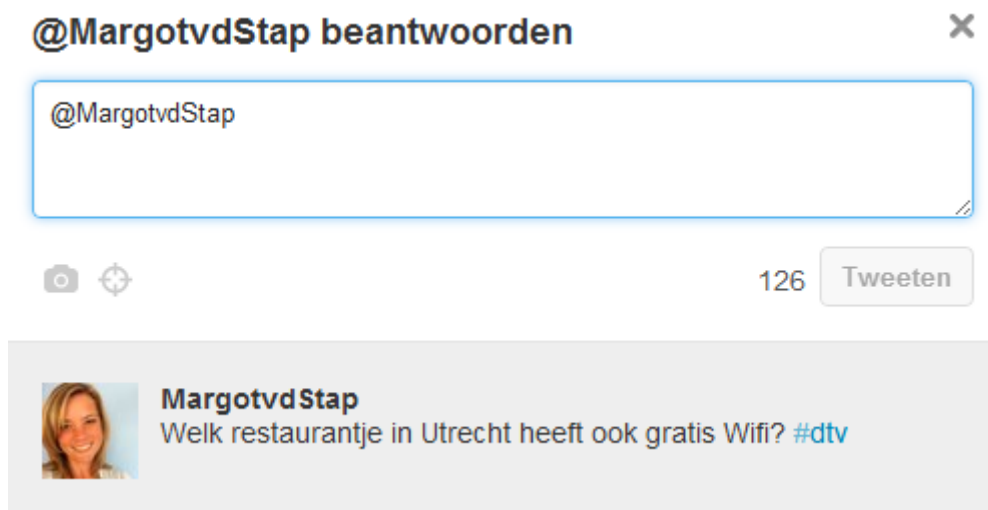 @MargotvdStap beantwoorden
@MargotvdStap
126 Tweeten
MargotvdStap
Welk restaurantje in Utrecht heeft ook gratis Wifi? #dtv